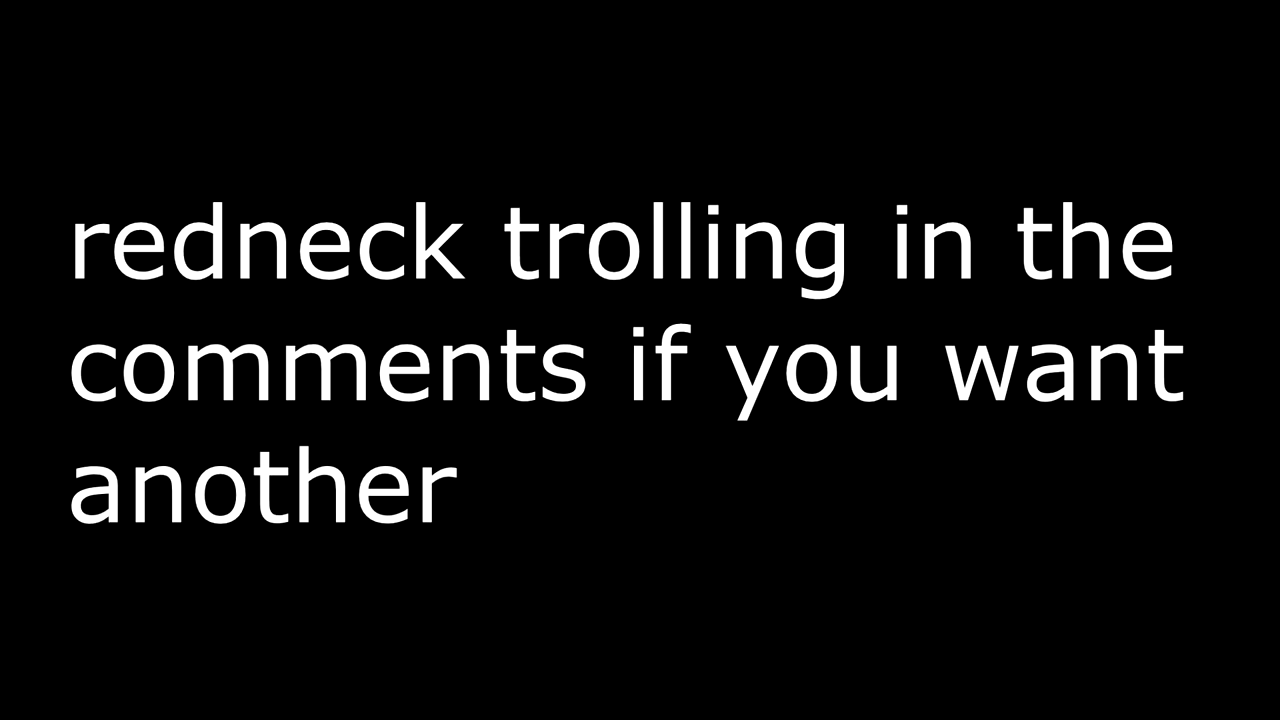 redneck trolling in the
comments if you want
another